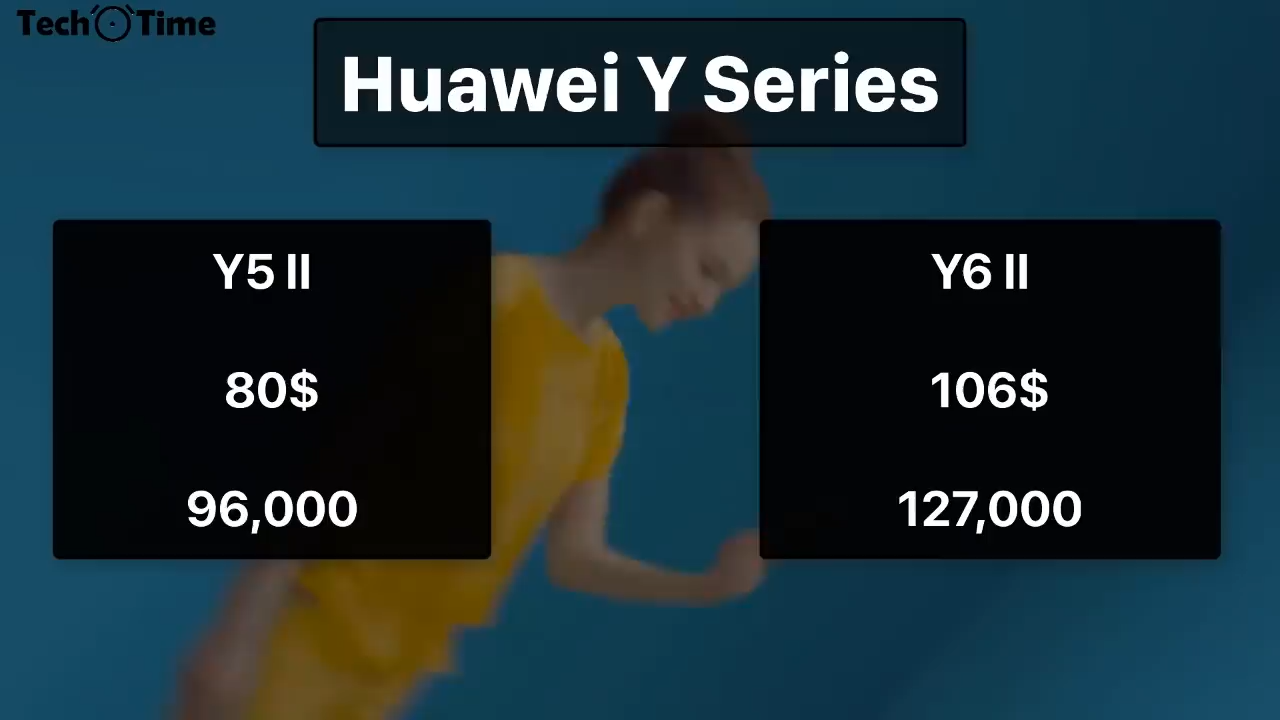 Tech Time
Huawei Y Series
Y5 II
80$
96,000
Y6 II
106$
127,000